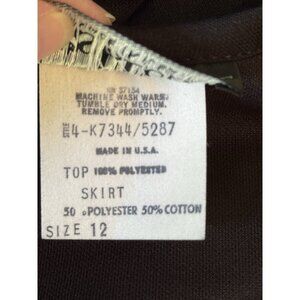 RN 37154
MACHINE WASH WARM.
TUMBLE DRY MEDIUM.
REMOVE PROMPTLY.
STYLE 4-K7344/5287
MADE IN U.S.A.
TOP 100% POLYESTER
SKIRT
50 % POLYESTER 50% COTTON
SIZE 12